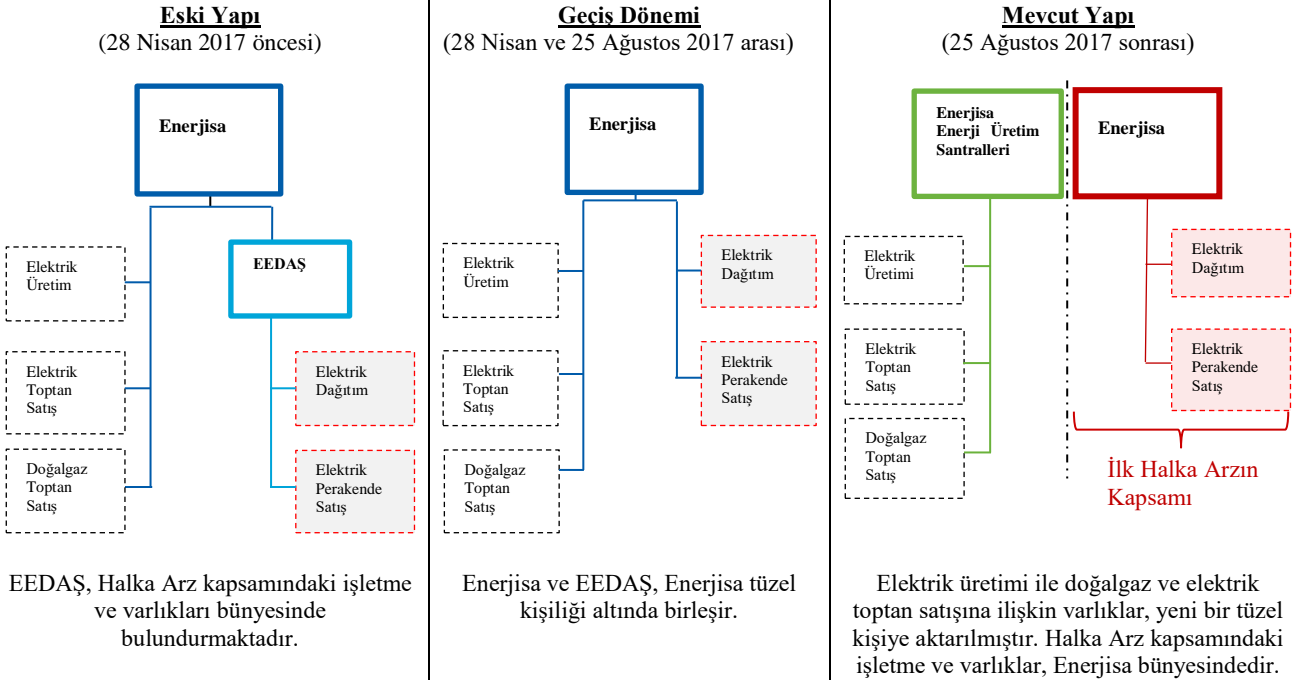 Eski Yapı
(28 Nisan 2017 öncesi)
Enerjisa
Elektrik
Üretim
EEDAŞ
Elektrik
Toptan
Satış
Elektrik
Dağıtım
Doğalgaz
Toptan
Satış
Elektrik
Perakende
Satış
EEDAŞ, Halka Arz kapsamındaki işletme
ve varlıkları bünyesinde
bulundurmaktadır.
Geçiş Dönemi
(28 Nisan ve 25 Ağustos 2017 arası)
Enerjisa
Elektrik
Üretim
Elektrik
Dağıtım
Elektrik
Toptan
Satış
Elektrik
Perakende
Satış
Doğalgaz
Toptan
Satış
Enerjisa ve EEDAŞ, Enerjisa tüzel
kişiliği altında birleşir.
Mevcut Yapı
(25 Ağustos 2017 sonrası)
Enerjisa
Enerji Üretim
Santralleri
Enerjisa
Elektrik
Üretimi
Elektrik
Dağıtım
Elektrik
Toptan
Satış
Elektrik
Perakende
Satış
Doğalgaz
Toptan
Satış
İlk Halka Arzın
Kapsamı
Elektrik üretimi ile doğalgaz ve elektrik
toptan satışına ilişkin varlıklar, yeni bir tüzel
kişiye aktarılmıştır. Halka Arz kapsamındaki
işletme ve varlıklar, Enerjisa bünyesindedir.